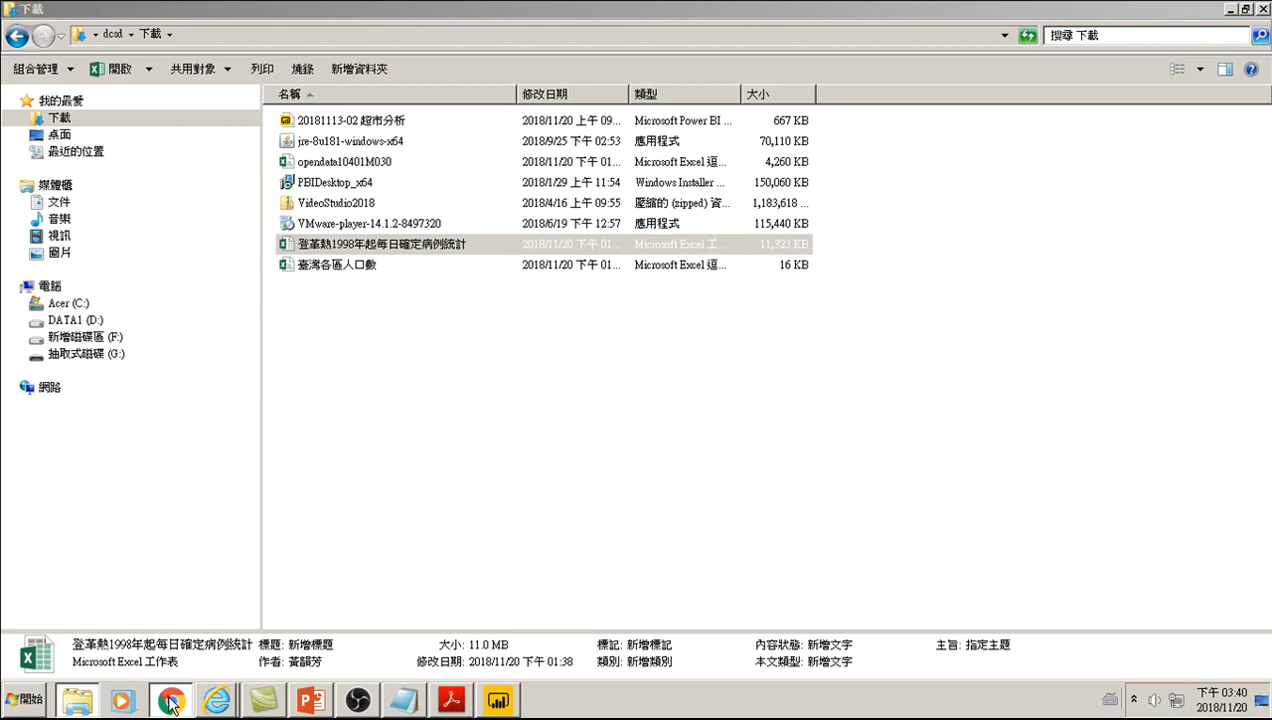 下載
dcsd 下載
搜尋 下載
組合管理 開啟 共用對象 列印 燒錄 新增資料夾
我的最愛
下載
桌面
最近的位置
媒體櫃
文件
音樂
視訊
圖片
電腦
Acer (C:)
DATA1 (D:)
新增磁碟區 (F:)
抽取式磁碟 (G:)
網路
名稱 修改日期 類型 大小
20181113-02 超市分析 2018/11/20 上午 09... Microsoft Power BI ... 667 KB
jre-8u181-windows-x64 2018/9/25 下午 02:53 應用程式 70,110 KB
opendata10401M030 2018/11/20 下午 01... Microsoft Excel 逗... 4,260 KB
PBIDesktop_x64 2018/1/29 上午 11:54 Windows Installer ... 150,060 KB
VideoStudio2018 2018/4/16 上午 09:55 壓縮的 (zipped) 資... 1,183,618 ...
VMware-player-14.1.2-8497320 2018/6/19 下午 12:57 應用程式 115,440 KB
登革熱1998年起每日確定病例統計 2018/11/20 下午 01... Microsoft Excel 工... 11,323 KB
臺灣各區人口數 2018/11/20 下午 01... Microsoft Excel 逗... 16 KB
登革熱1998年起每日確定病例統計 標題: 新增標題 大小: 11.0 MB 標記: 新增標記 內容狀態: 新增文字 主旨: 指定主題
Microsoft Excel 工作表 作者: 黃韻芳 修改日期: 2018/11/20 下午 01:38 類別: 新增類別 本文類型: 新增文字
開始
下午 03:40
2018/11/20